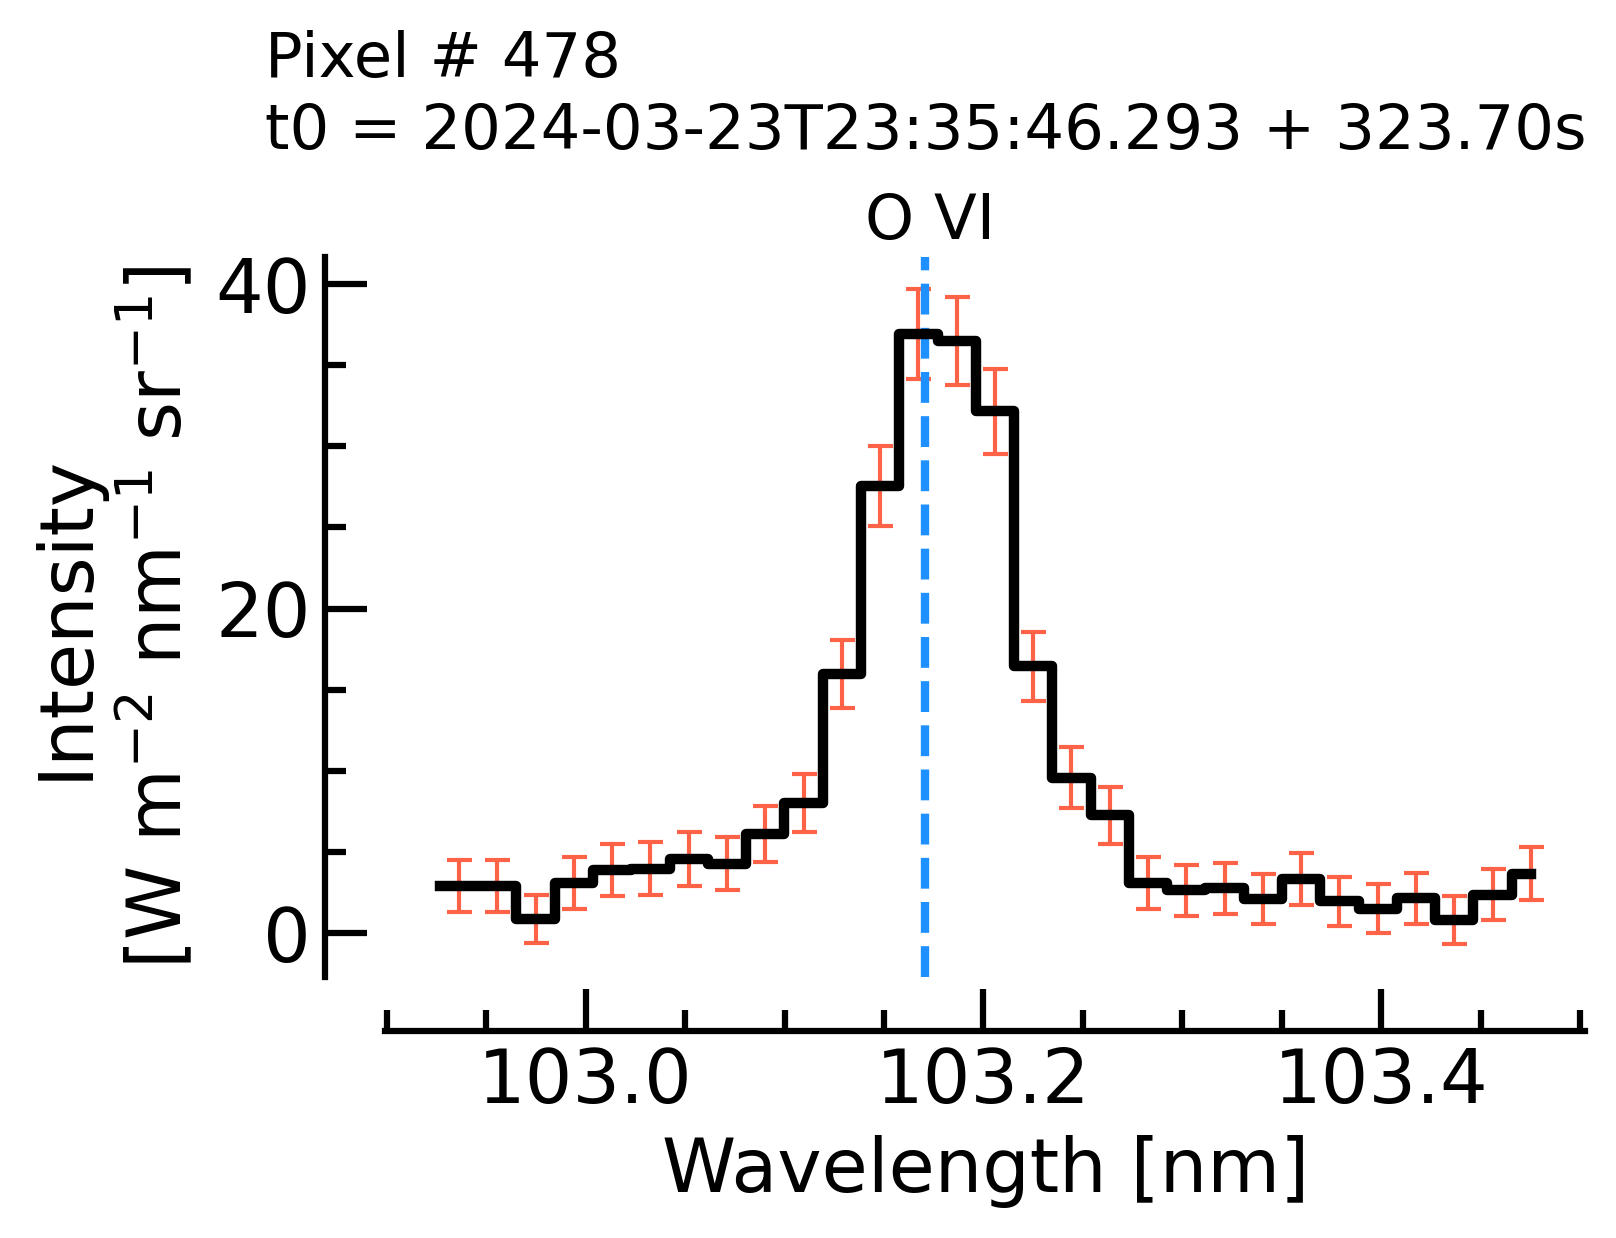 Pixel # 478
t0 = 2024-03-23T23:35:46.293 + 323.70s
O VI
Intensity
[W m⁻² nm⁻¹ sr⁻¹]
40
20
0
103.0 103.2 103.4
Wavelength [nm]